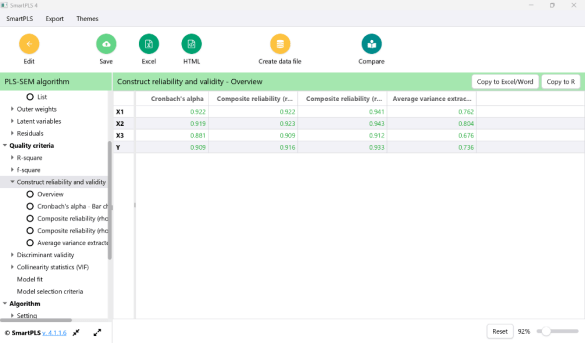 SmartPLS 4
SmartPLS Export Themes
Edit Save Excel HTML Create data file Compare
PLS-SEM algorithm
Construct reliability and validity - Overview
Copy to Excel/Word Copy to R
List
Outer weights
Latent variables
Residuals
Quality criteria
R-square
f-square
Construct reliability and validity
Overview
Cronbach's alpha - Bar ch
Composite reliability (rho
Composite reliability (rho
Average variance extracte
Discriminant validity
Collinearity statistics (VIF)
Model fit
Model selection criteria
Algorithm
Setting
Cronbach's alpha Composite reliability (r... Composite reliability (r... Average variance extrac...
X1 0.922 0.922 0.941 0.762
X2 0.919 0.923 0.943 0.804
X3 0.881 0.909 0.912 0.676
Y 0.909 0.916 0.933 0.736
© SmartPLS v. 4.1.1.6
Reset 92%